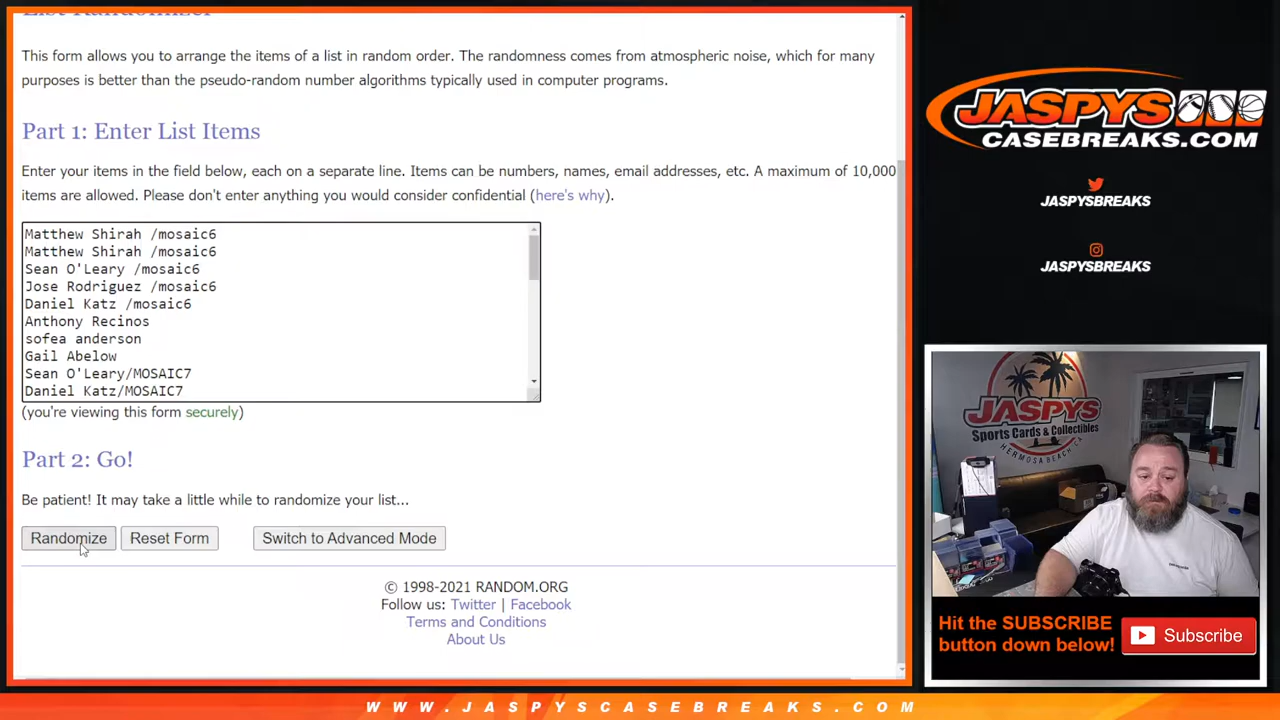 List Randomizer
This form allows you to arrange the items of a list in random order. The randomness comes from atmospheric noise, which for many
purposes is better than the pseudo-random number algorithms typically used in computer programs.
Part 1: Enter List Items
Enter your items in the field below, each on a separate line. Items can be numbers, names, email addresses, etc. A maximum of 10,000
items are allowed. Please don't enter anything you would consider confidential (here's why).
Matthew Shirah /mosaic6
Matthew Shirah /mosaic6
Sean O'Leary /mosaic6
Jose Rodriguez /mosaic6
Daniel Katz /mosaic6
Anthony Recinos
sofea anderson
Gail Abelow
Sean O'Leary/MOSAIC7
Daniel Katz/MOSAIC7
(you're viewing this form securely)
Part 2: Go!
Be patient! It may take a little while to randomize your list...
Randomize
Reset Form
Switch to Advanced Mode
© 1998-2021 RANDOM.ORG
Follow us: Twitter | Facebook
Terms and Conditions
About Us
JASPYS
CASEBREAKS.COM
JASPYSBREAKS
JASPYSBREAKS
JASPYS
Sports Cards & Collectibles
HERMOSA BEACH, CA
Hit the SUBSCRIBE
button down below!
Subscribe
WWW.JASPYSCASEBREAKS.COM